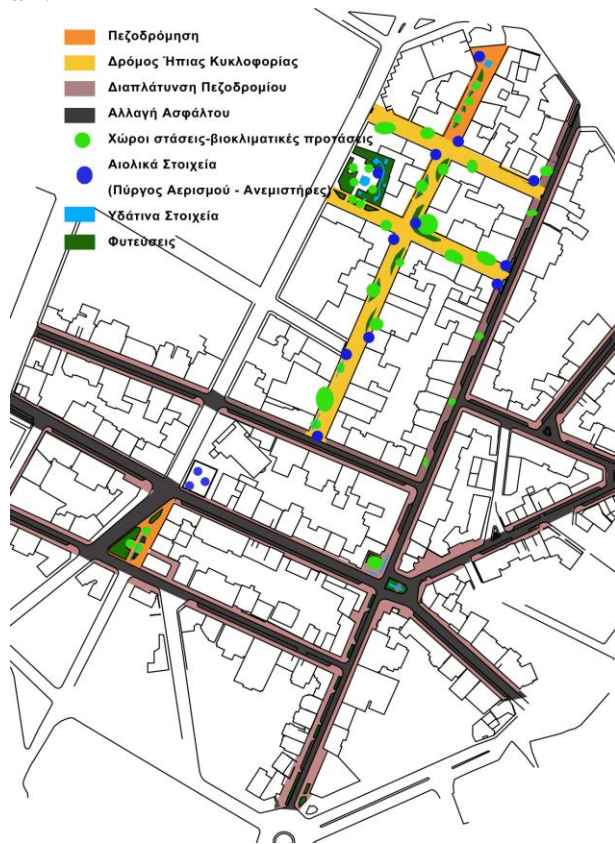 Πεζοδρόμηση
Δρόμος Ήπιας Κυκλοφορίας
Διαπλάτυνση Πεζοδρομίου
Αλλαγή Ασφάλτου
Χώροι στάσεις-βιοκλιματικές προτάσεις
Αιολικά Στοιχεία
(Πύργος Αερισμού - Ανεμιστήρες)
Υδάτινα Στοιχεία
Φυτεύσεις